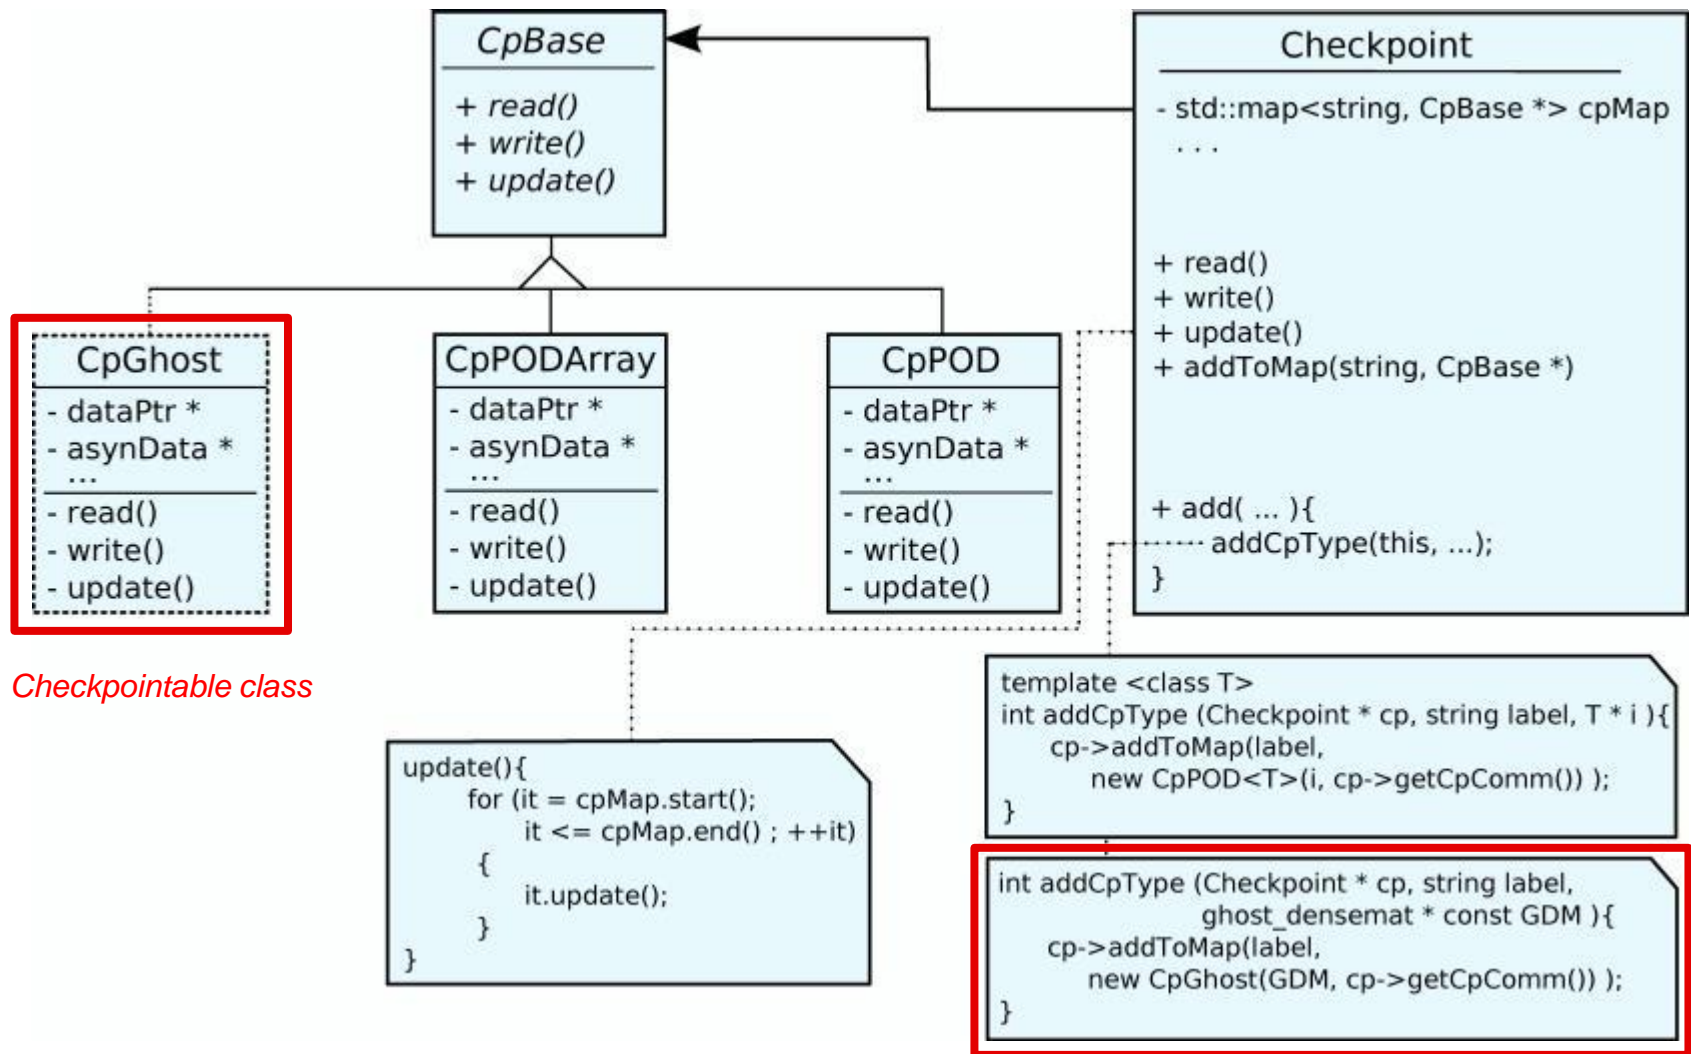 CpBase
+ read()
+ write()
+ update()
Checkpoint
- std::map<string, CpBase *> cpMap
. . .
+ read()
+ write()
+ update()
+ addToMap(string, CpBase *)
+ add( ... ){
addCpType(this, ...);
}
CpGhost
- dataPtr *
- asynData *
...
- read()
- write()
- update()
CpPODArray
- dataPtr *
- asynData *
...
- read()
- write()
- update()
CpPOD
- dataPtr *
- asynData *
...
- read()
- write()
- update()
Checkpointable class
update(){
for (it = cpMap.start();
it <= cpMap.end() ; ++it)
{
it.update();
}
}
template <class T>
int addCpType (Checkpoint * cp, string label, T * i ){
cp->addToMap(label,
new CpPOD<T>(i, cp->getCpComm()) );
}
int addCpType (Checkpoint * cp, string label,
ghost_densemat * const GDM ){
cp->addToMap(label,
new CpGhost(GDM, cp->getCpComm()) );
}